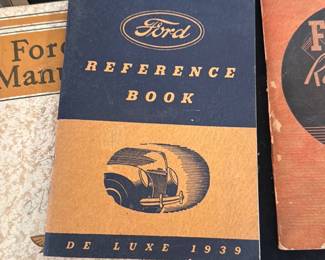 Ford
Manu
Ford
REFERENCE
BOOK
DE LUXE 1939
F